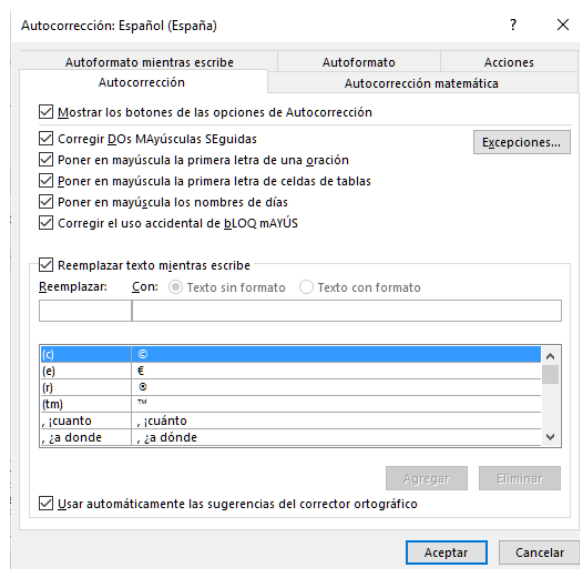 Autocorrección: Español (España) ? ×
Autoformato mientras escribe Autoformato Acciones
Autocorrección Autocorrección matemática
Mostrar los botones de las opciones de Autocorrección
Corregir DOs MAyúsculas SEguidas Excepciones...
Poner en mayúscula la primera letra de una oración
Poner en mayúscula la primera letra de celdas de tablas
Poner en mayúscula los nombres de días
Corregir el uso accidental de bLOQ mAYÚS
Reemplazar texto mientras escribe
Reemplazar: Con: Texto sin formato Texto con formato
(c) ©
(e) €
(r) ®
(tm) ™
, ¡cuanto , ¡cuánto
, ¿a donde , ¿a dónde
Agregar Eliminar
Usar automáticamente las sugerencias del corrector ortográfico
Aceptar Cancelar